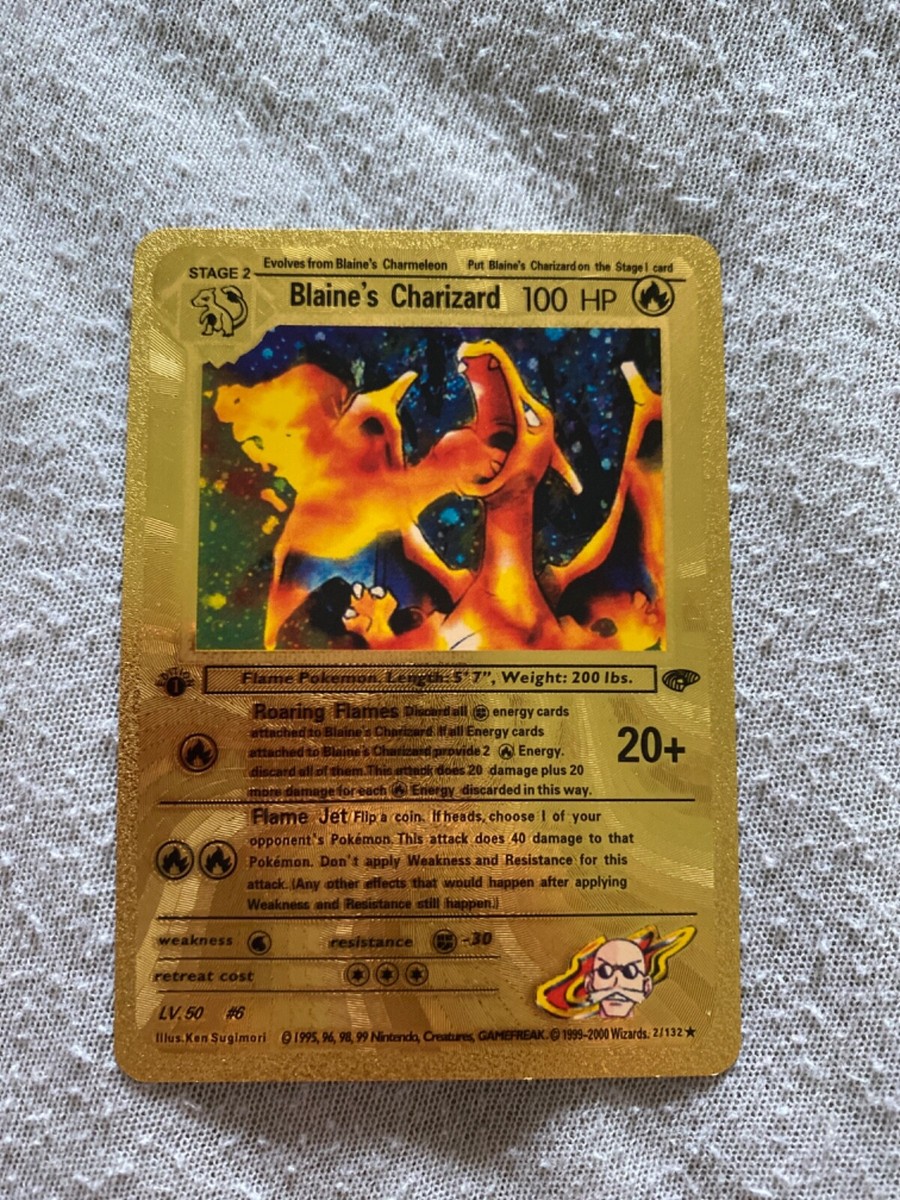 Evolves from Blaine's Charmeleon Put Blaine's Charizard on the Stage 1 card
STAGE 2
Blaine's Charizard 100 HP
EDITION 1
Flame Pokemon. Length: 5'7", Weight: 200 lbs.
Roaring Flames Discard all energy cards
attached to Blaine's Charizard. If all Energy cards
attached to Blaine's Charizard provide 2 Energy.
discard all of them. This attack does 20 damage plus 20
more damage for each Energy discarded in this way.
20+
Flame Jet Flip a coin. If heads, choose 1 of your
opponent's Pokémon. This attack does 40 damage to that
Pokémon. Don't apply Weakness and Resistance for this
attack. (Any other effects that would happen after applying
Weakness and Resistance still happen.)
weakness resistance -30
retreat cost
LV. 50 #6
Illus. Ken Sugimori ©1995, 96, 98, 99 Nintendo, Creatures, GAMEFREAK. © 1999-2000 Wizards. 2/132 ★